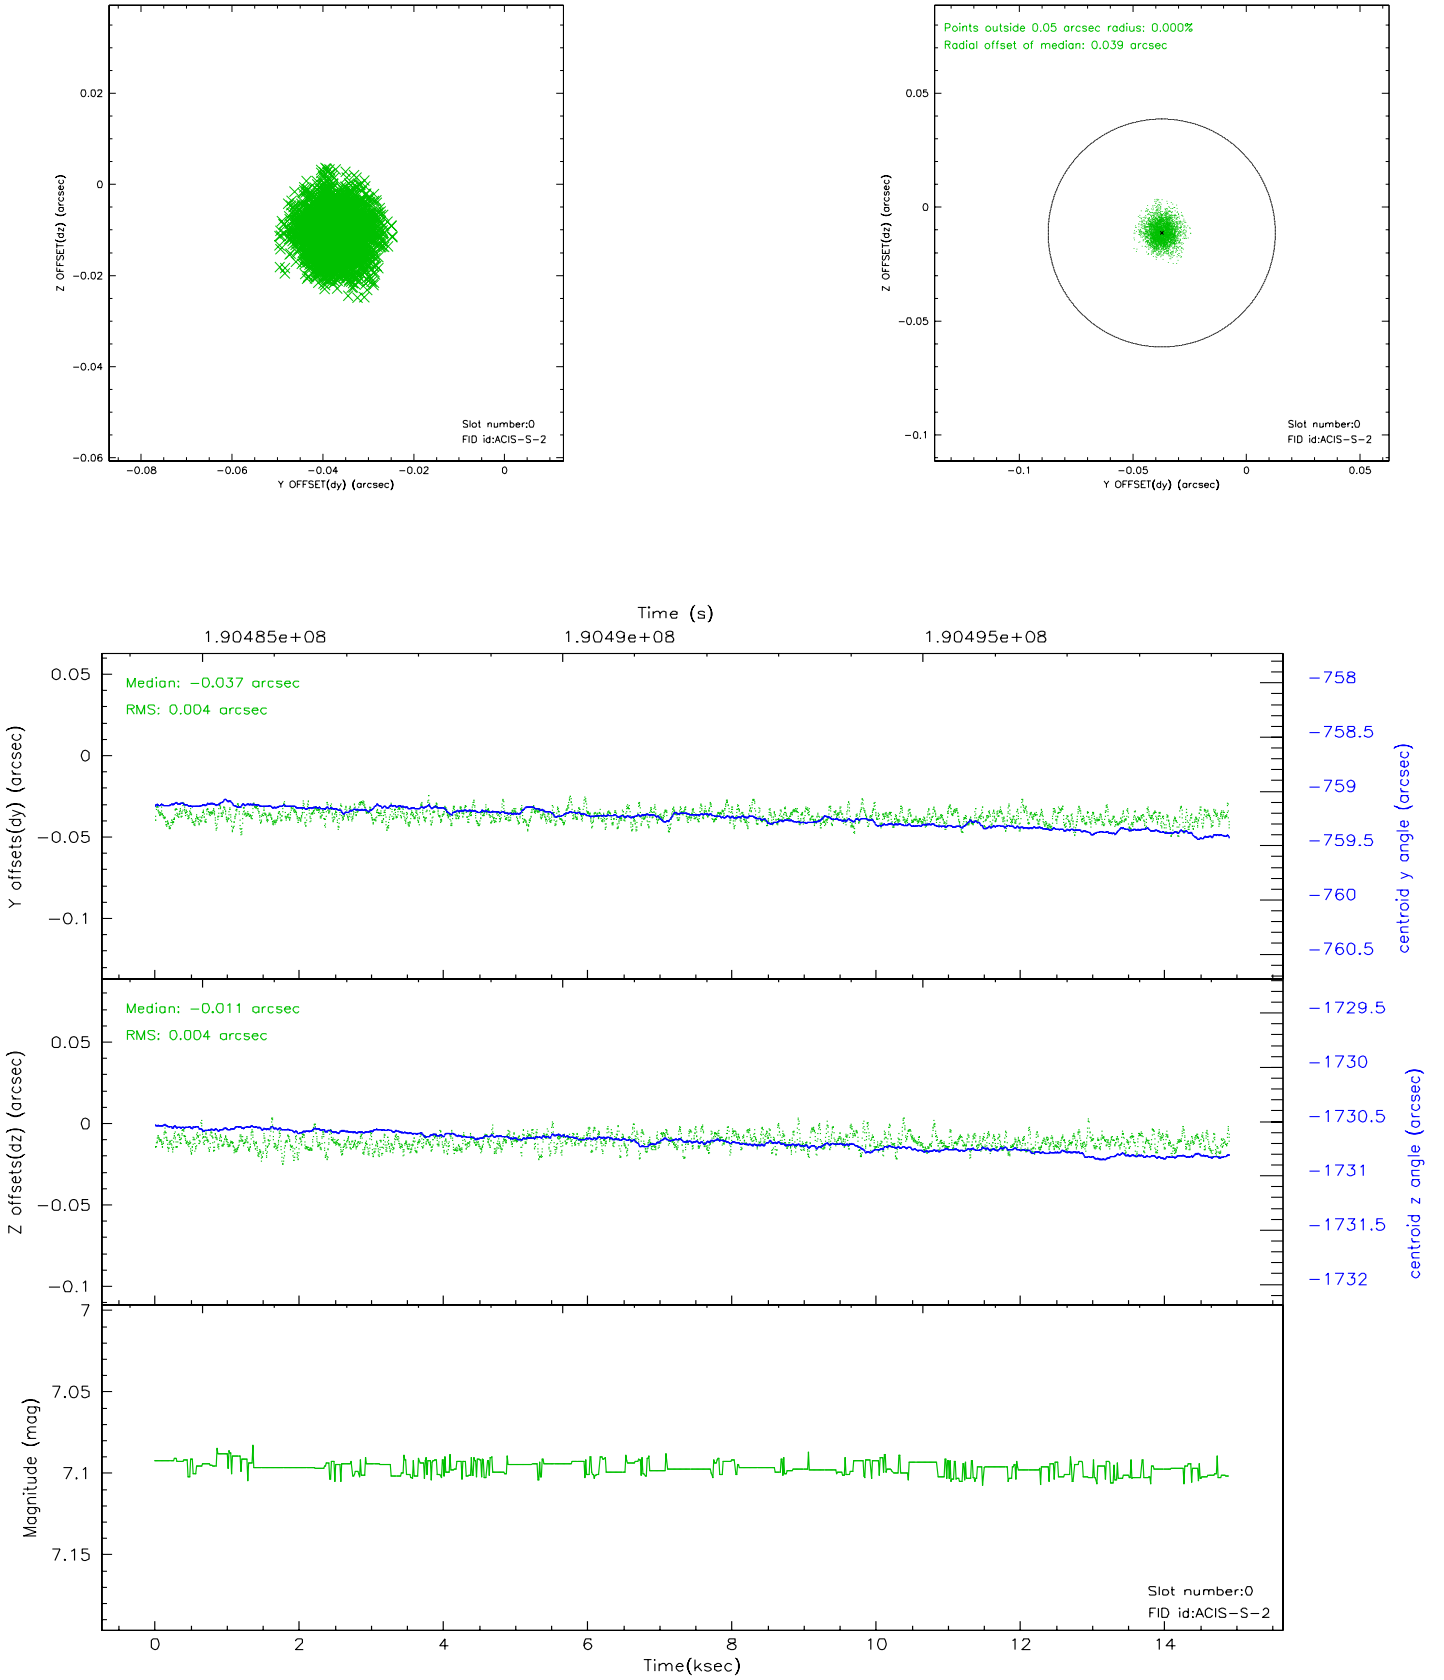 0.02
0
-0.02
-0.04
-0.06
Z OFFSET(dz) (arcsec)
Slot number:0
FID id:ACIS-S-2
-0.08
-0.06
-0.04
-0.02
0
Y OFFSET(dy) (arcsec)
Points outside 0.05 arcsec radius: 0.000%
Radial offset of median: 0.039 arcsec
0.05
0
-0.05
-0.1
Z OFFSET(dz) (arcsec)
Slot number:0
FID id:ACIS-S-2
-0.1
-0.05
0
0.05
Y OFFSET(dy) (arcsec)
Time (s)
1.90485e+08
1.9049e+08
1.90495e+08
Median: -0.037 arcsec
RMS: 0.004 arcsec
0.05
0
-0.05
-0.1
Y offsets(dy) (arcsec)
-758
-758.5
-759
-759.5
-760
-760.5
centroid y angle (arcsec)
Median: -0.011 arcsec
RMS: 0.004 arcsec
0.05
0
-0.05
-0.1
Z offsets(dz) (arcsec)
-1729.5
-1730
-1730.5
-1731
-1731.5
-1732
centroid z angle (arcsec)
7
7.05
7.1
7.15
Magnitude (mag)
Slot number:0
FID id:ACIS-S-2
0
2
4
6
8
10
12
14
Time(ksec)